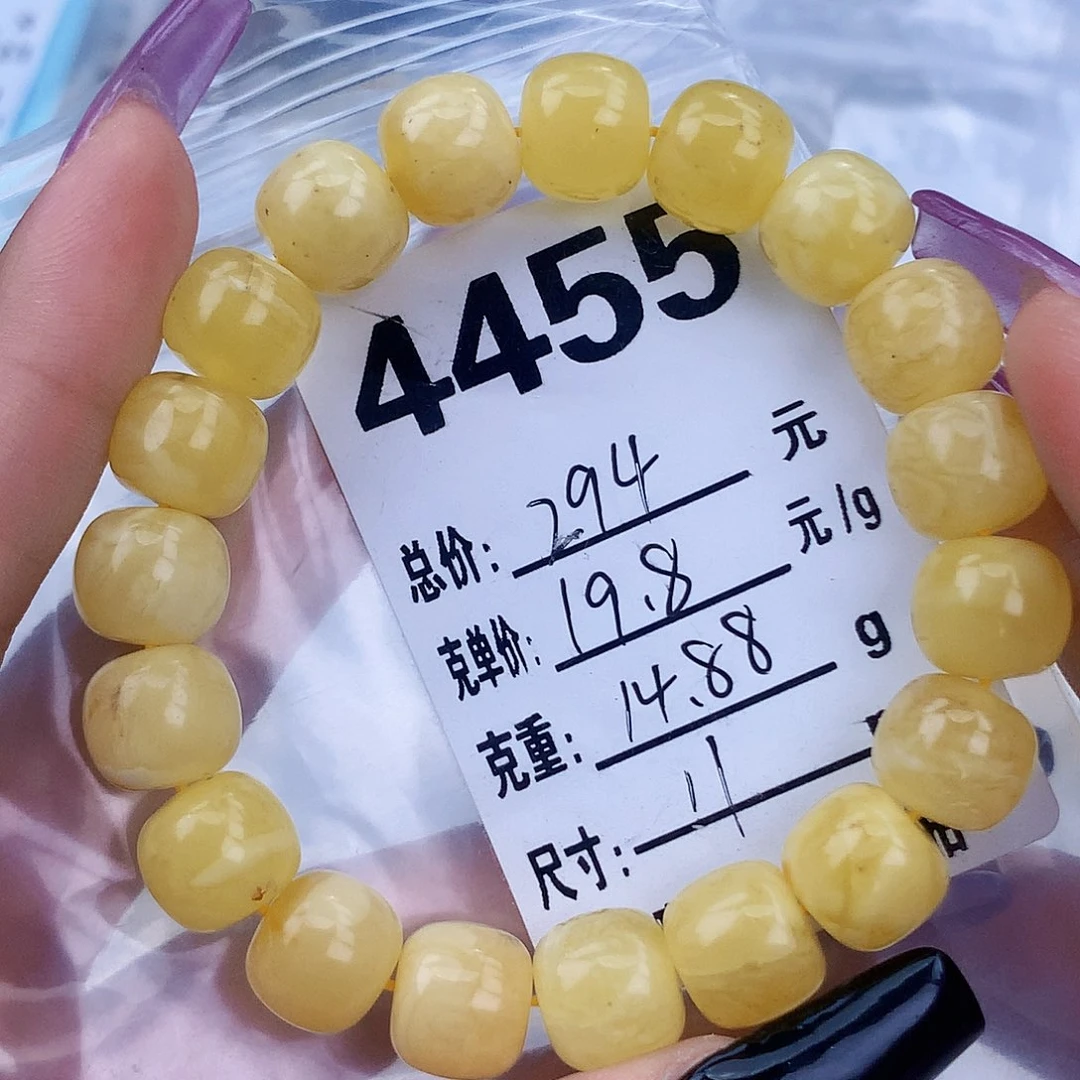 4455
总价: 294 元
克单价: 19.8 元/g
克重: 14.88 g
尺寸: 11